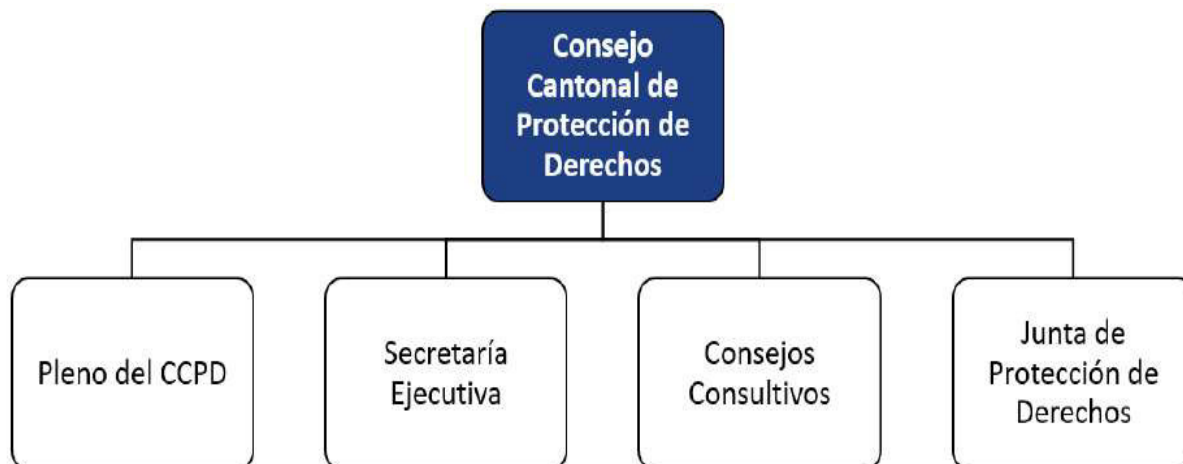 Consejo
Cantonal de
Protección de
Derechos
Pleno del CCPD
Secretaría
Ejecutiva
Consejos
Consultivos
Junta de
Protección de
Derechos